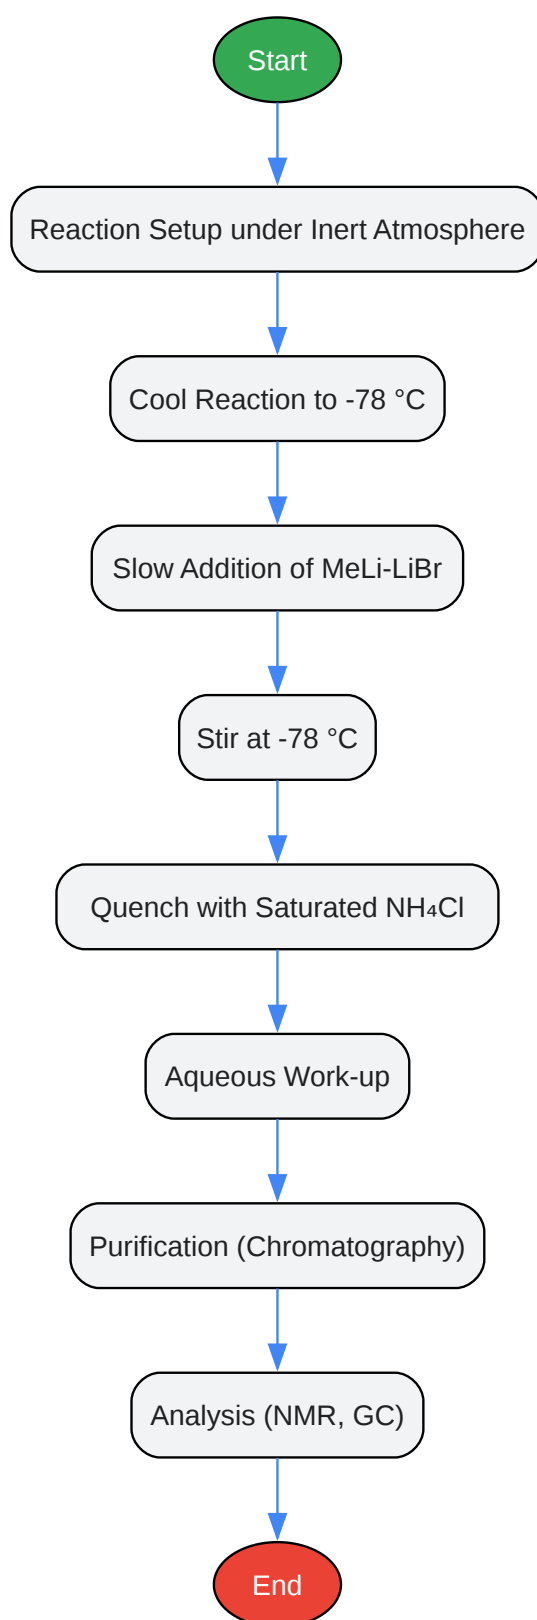 Start
Reaction Setup under Inert Atmosphere
Cool Reaction to -78 °C
Slow Addition of MeLi-LiBr
Stir at -78 °C
Quench with Saturated NH₄Cl
Aqueous Work-up
Purification (Chromatography)
Analysis (NMR, GC)
End